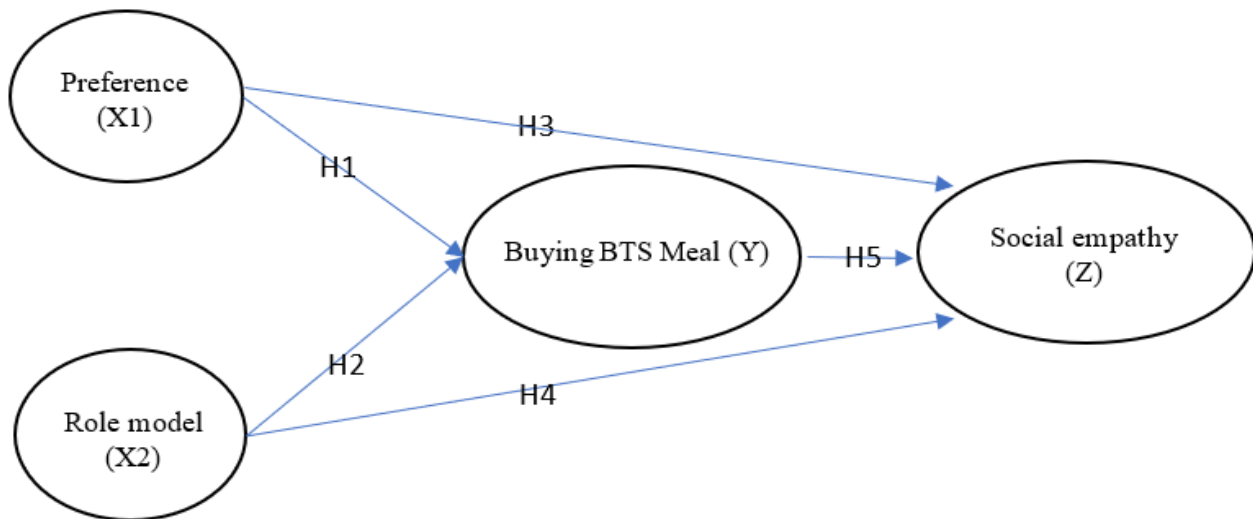 Preference
(X1)
H3
H1
Buying BTS Meal (Y)
H5
Social empathy
(Z)
H2
H4
Role model
(X2)